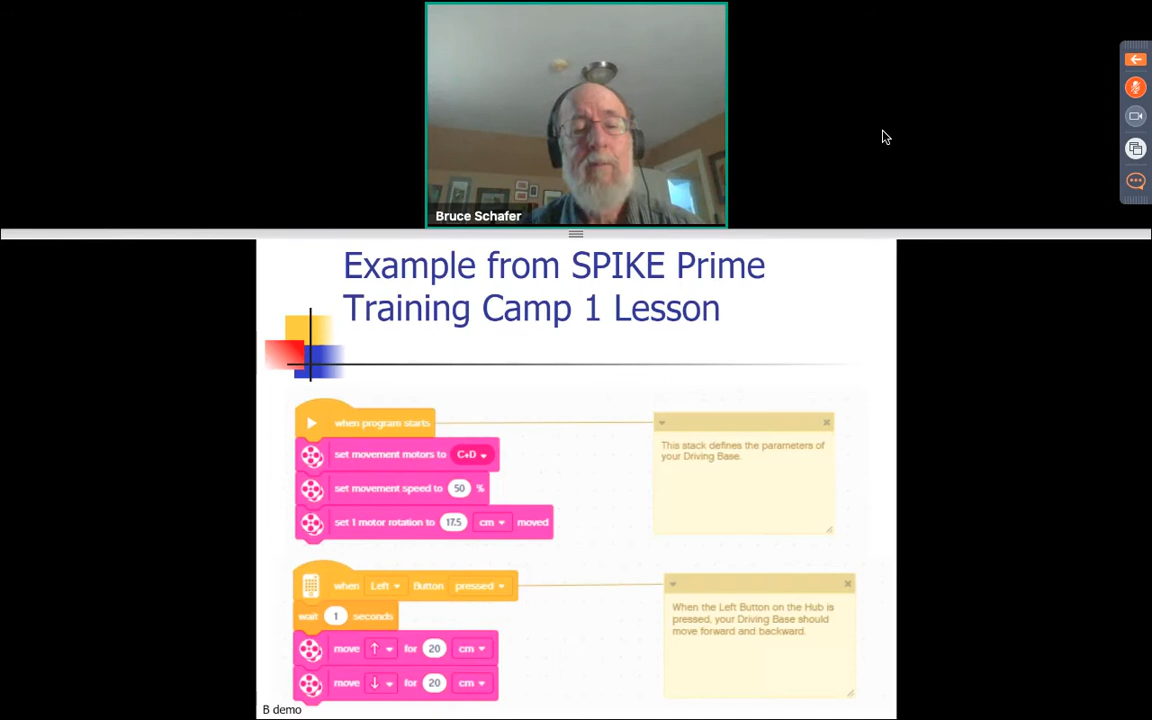 Bruce Schafer
Example from SPIKE Prime
Training Camp 1 Lesson
when program starts
set movement motors to C+D
set movement speed to 50 %
set 1 motor rotation to 17.5 cm moved
This stack defines the parameters of
your Driving Base.
when Left Button pressed
wait 1 seconds
move ↑ for 20 cm
move ↓ for 20 cm
When the Left Button on the Hub is
pressed, your Driving Base should
move forward and backward.
B demo